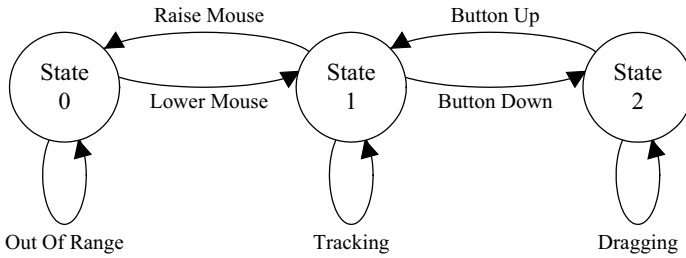 Raise Mouse
Button Up
State
0
State
1
State
2
Lower Mouse
Button Down
Out Of Range
Tracking
Dragging